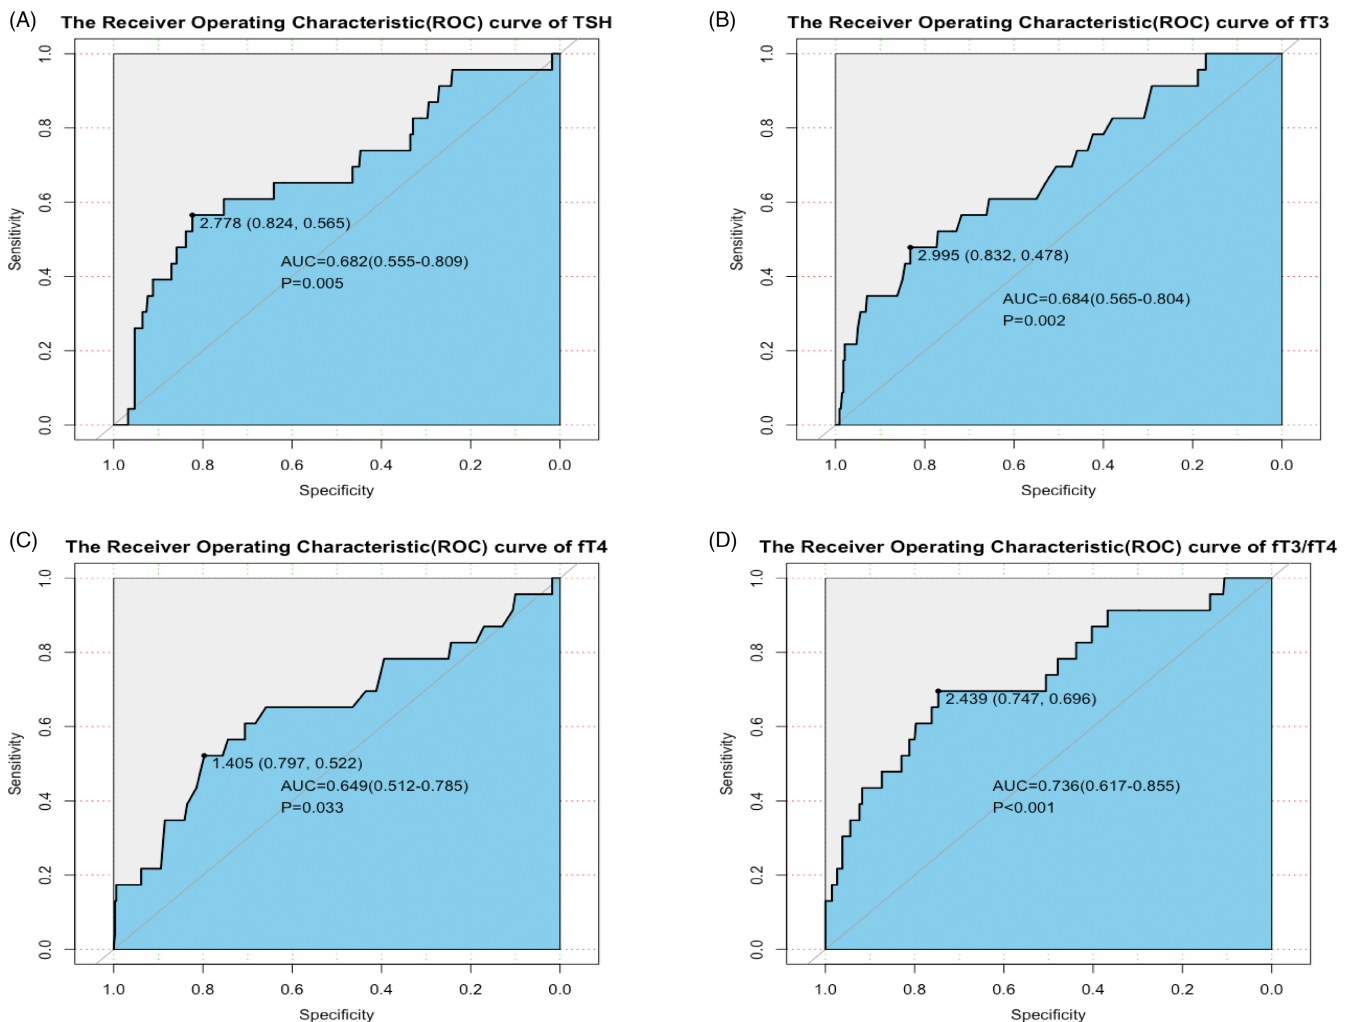 (A)
The Receiver Operating Characteristic(ROC) curve of TSH
1.0
0.8
0.6
0.4
0.2
0.0
Sensitivity
2.778 (0.824, 0.565)
AUC=0.682(0.555-0.809)
P=0.005
1.0 0.8 0.6 0.4 0.2 0.0
Specificity
(B)
The Receiver Operating Characteristic(ROC) curve of fT3
1.0
0.8
0.6
0.4
0.2
0.0
Sensitivity
2.995 (0.832, 0.478)
AUC=0.684(0.565-0.804)
P=0.002
1.0 0.8 0.6 0.4 0.2 0.0
Specificity
(C)
The Receiver Operating Characteristic(ROC) curve of fT4
1.0
0.8
0.6
0.4
0.2
0.0
Sensitivity
1.405 (0.797, 0.522)
AUC=0.649(0.512-0.785)
P=0.033
1.0 0.8 0.6 0.4 0.2 0.0
Specificity
(D)
The Receiver Operating Characteristic(ROC) curve of fT3/fT4
1.0
0.8
0.6
0.4
0.2
0.0
Sensitivity
2.439 (0.747, 0.696)
AUC=0.736(0.617-0.855)
P<0.001
1.0 0.8 0.6 0.4 0.2 0.0
Specificity